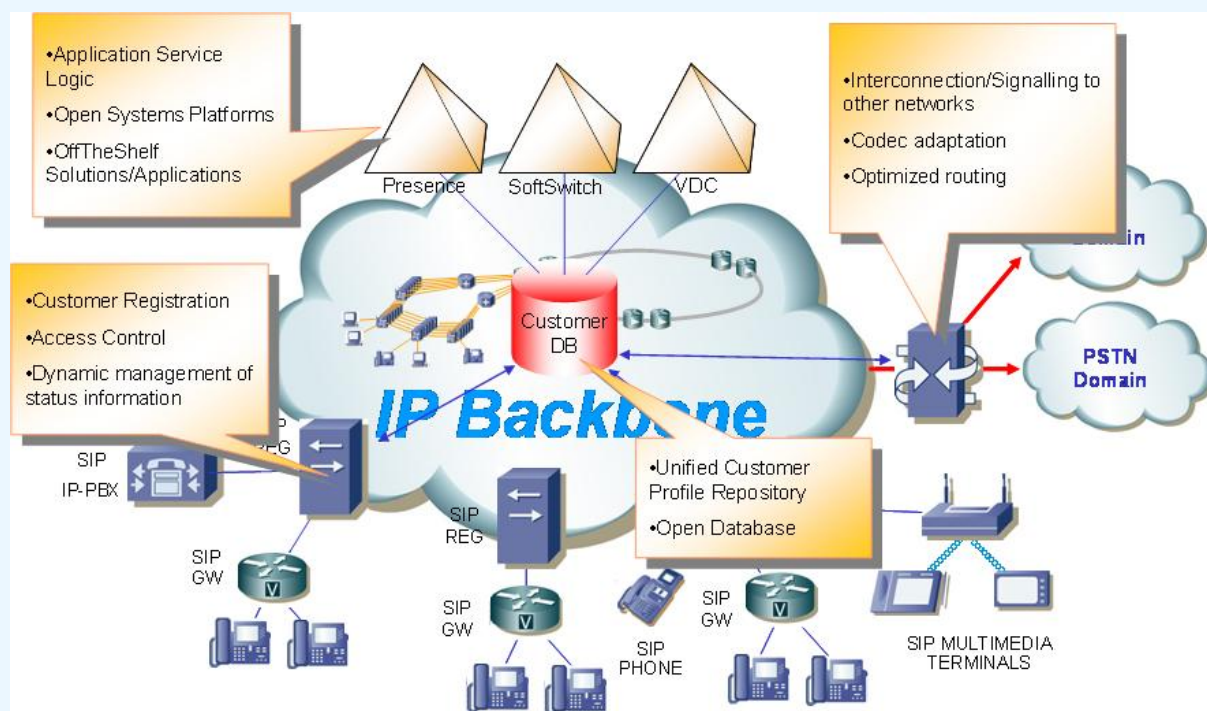 •Application Service
Logic
•Open Systems Platforms
•OffTheShelf
Solutions/Applications
•Interconnection/Signalling to
other networks
•Codec adaptation
•Optimized routing
Presence
SoftSwitch
VDC
Domain
•Customer Registration
•Access Control
•Dynamic management of
status information
Customer
DB
PSTN
Domain
IP Backbone
REG
SIP
IP-PBX
•Unified Customer
Profile Repository
•Open Database
SIP
REG
SIP
GW
V
SIP
GW
V
SIP
PHONE
SIP
GW
V
SIP MULTIMEDIA
TERMINALS